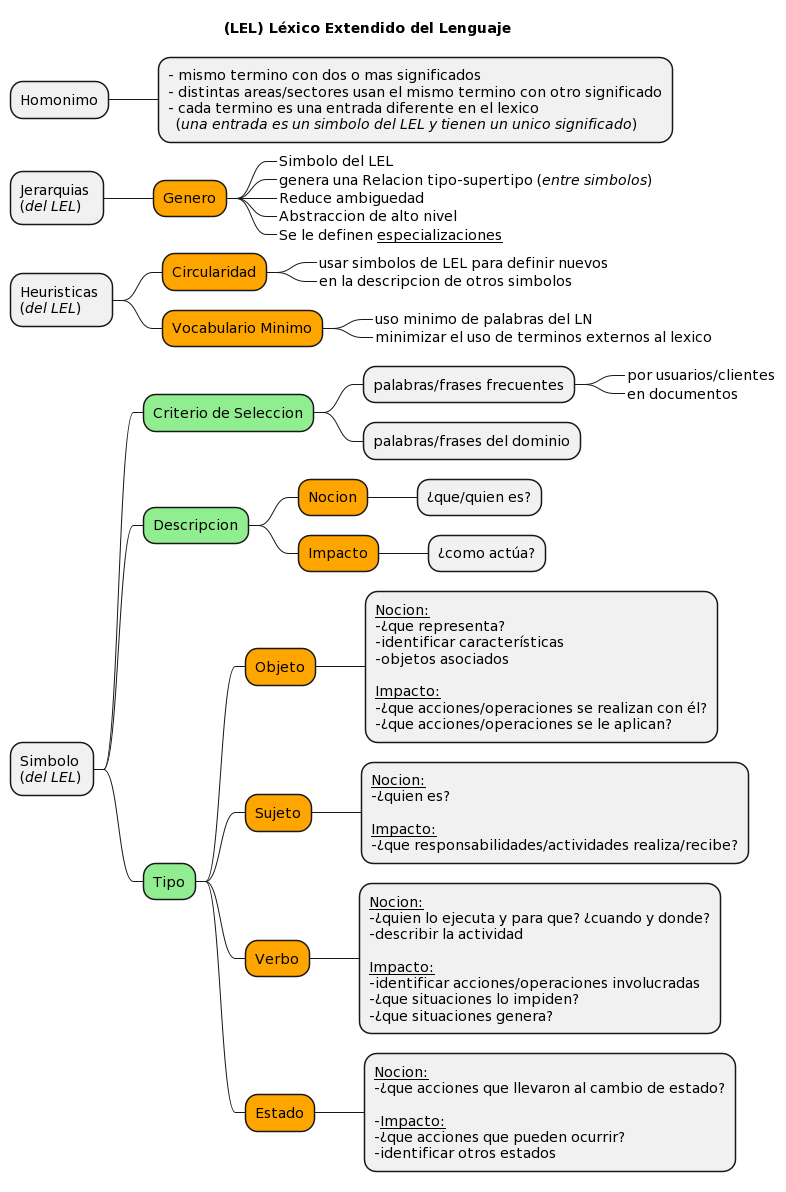 (LEL) Léxico Extendido del Lenguaje
Homonimo
- mismo termino con dos o mas significados
- distintas areas/sectores usan el mismo termino con otro significado
- cada termino es una entrada diferente en el lexico
(una entrada es un simbolo del LEL y tienen un unico significado)
Jerarquias
(del LEL)
Genero
Simbolo del LEL
genera una Relacion tipo-supertipo (entre simbolos)
Reduce ambiguedad
Abstraccion de alto nivel
Se le definen especializaciones
Heuristicas
(del LEL)
Circularidad
usar simbolos de LEL para definir nuevos
en la descripcion de otros simbolos
Vocabulario Minimo
uso minimo de palabras del LN
minimizar el uso de terminos externos al lexico
Simbolo
(del LEL)
Criterio de Seleccion
palabras/frases frecuentes
por usuarios/clientes
en documentos
palabras/frases del dominio
Descripcion
Nocion
¿que/quien es?
Impacto
¿como actúa?
Tipo
Objeto
Nocion:
-¿que representa?
-identificar características
-objetos asociados
Impacto:
-¿que acciones/operaciones se realizan con él?
-¿que acciones/operaciones se le aplican?
Sujeto
Nocion:
-¿quien es?
Impacto:
-¿que responsabilidades/actividades realiza/recibe?
Verbo
Nocion:
-¿quien lo ejecuta y para que? ¿cuando y donde?
-describir la actividad
Impacto:
-identificar acciones/operaciones involucradas
-¿que situaciones lo impiden?
-¿que situaciones genera?
Estado
Nocion:
-¿que acciones que llevaron al cambio de estado?
-Impacto:
-¿que acciones que pueden ocurrir?
-identificar otros estados